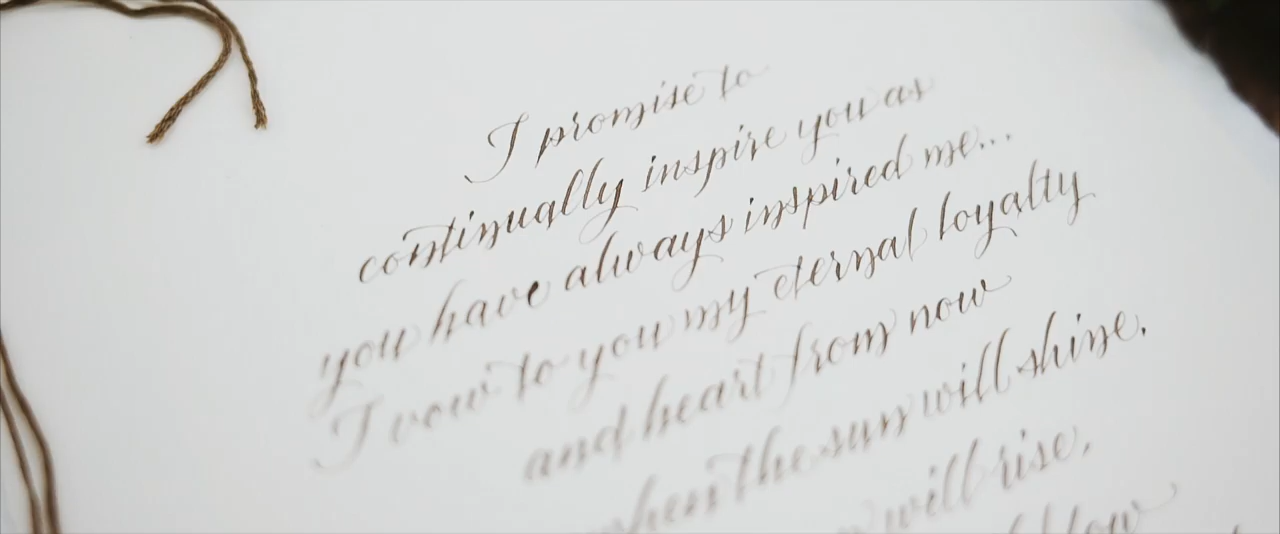 I promise to
continually inspire you as
you have always inspired me...
I vow to you my eternal loyalty
and heart from now
when the sun will shine,
will rise,